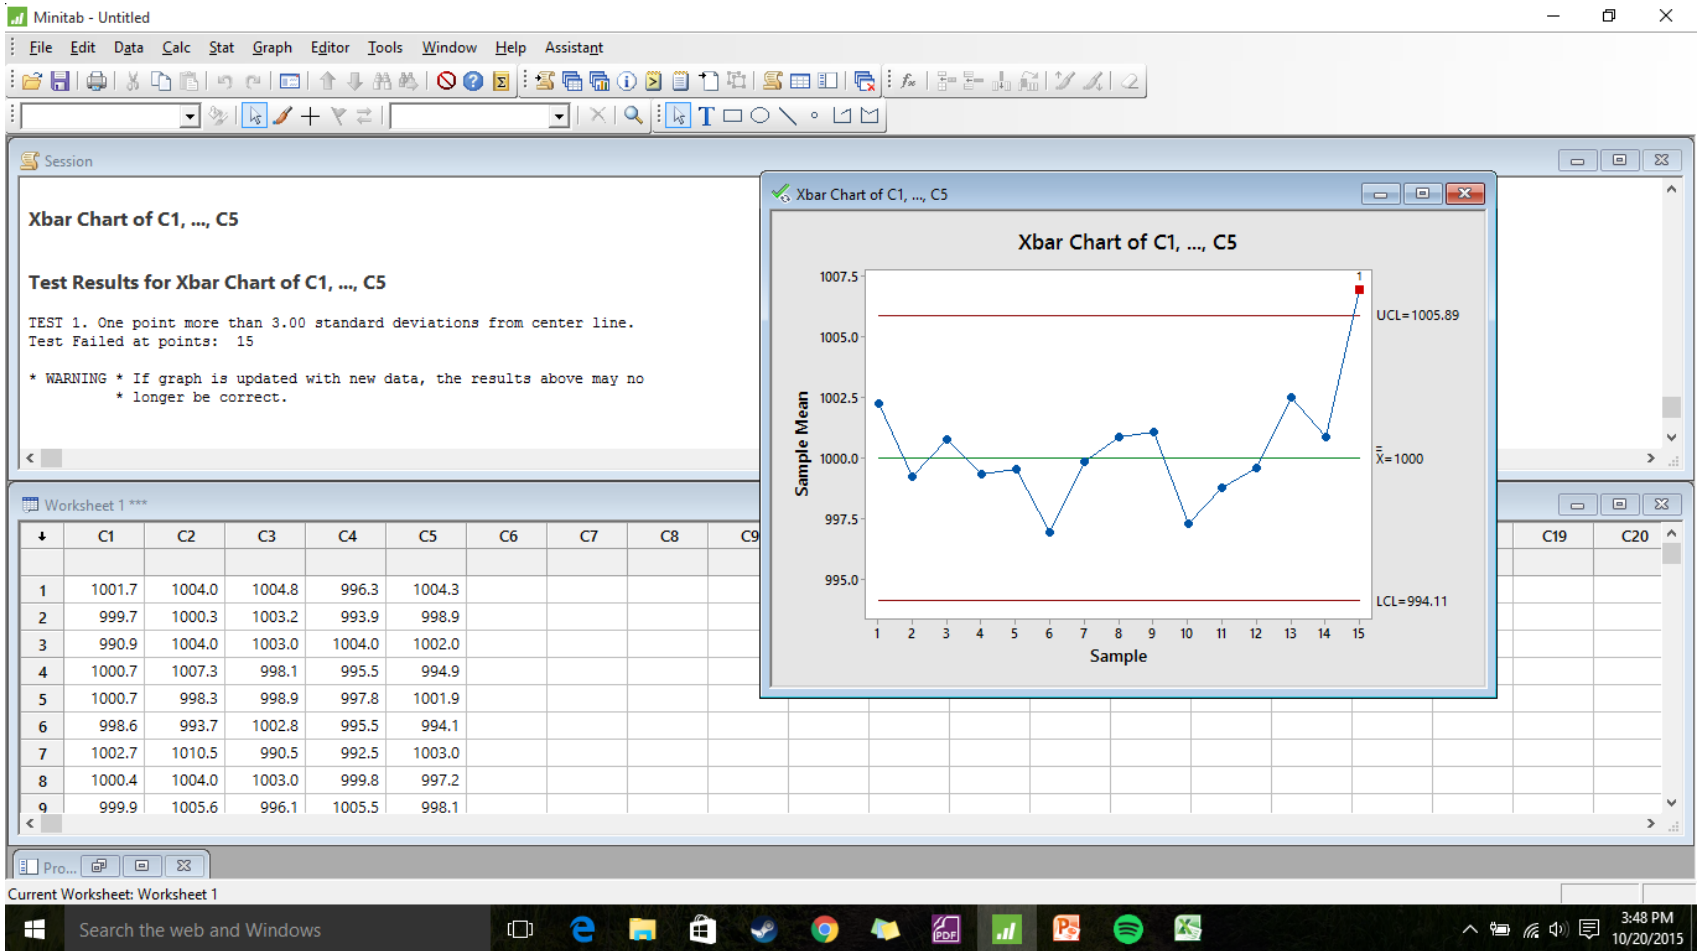 Minitab - Untitled
File Edit Data Calc Stat Graph Editor Tools Window Help Assistant
Session
Xbar Chart of C1, ..., C5
Test Results for Xbar Chart of C1, ..., C5
TEST 1. One point more than 3.00 standard deviations from center line.
Test Failed at points: 15
* WARNING * If graph is updated with new data, the results above may no
* longer be correct.
Xbar Chart of C1, ..., C5
Xbar Chart of C1, ..., C5
1007.5
1005.0
1002.5
1000.0
997.5
995.0
Sample Mean
1
UCL=1005.89
X=1000
LCL=994.11
1 2 3 4 5 6 7 8 9 10 11 12 13 14 15
Sample
Worksheet 1 ***
C1 C2 C3 C4 C5 C6 C7 C8 C9 C19 C20
1 1001.7 1004.0 1004.8 996.3 1004.3
2 999.7 1000.3 1003.2 993.9 998.9
3 990.9 1004.0 1003.0 1004.0 1002.0
4 1000.7 1007.3 998.1 995.5 994.9
5 1000.7 998.3 998.9 997.8 1001.9
6 998.6 993.7 1002.8 995.5 994.1
7 1002.7 1010.5 990.5 992.5 1003.0
8 1000.4 1004.0 1003.0 999.8 997.2
9 999.9 1005.6 996.1 1005.5 998.1
Pro...
Current Worksheet: Worksheet 1
Search the web and Windows
PDF
3:48 PM
10/20/2015